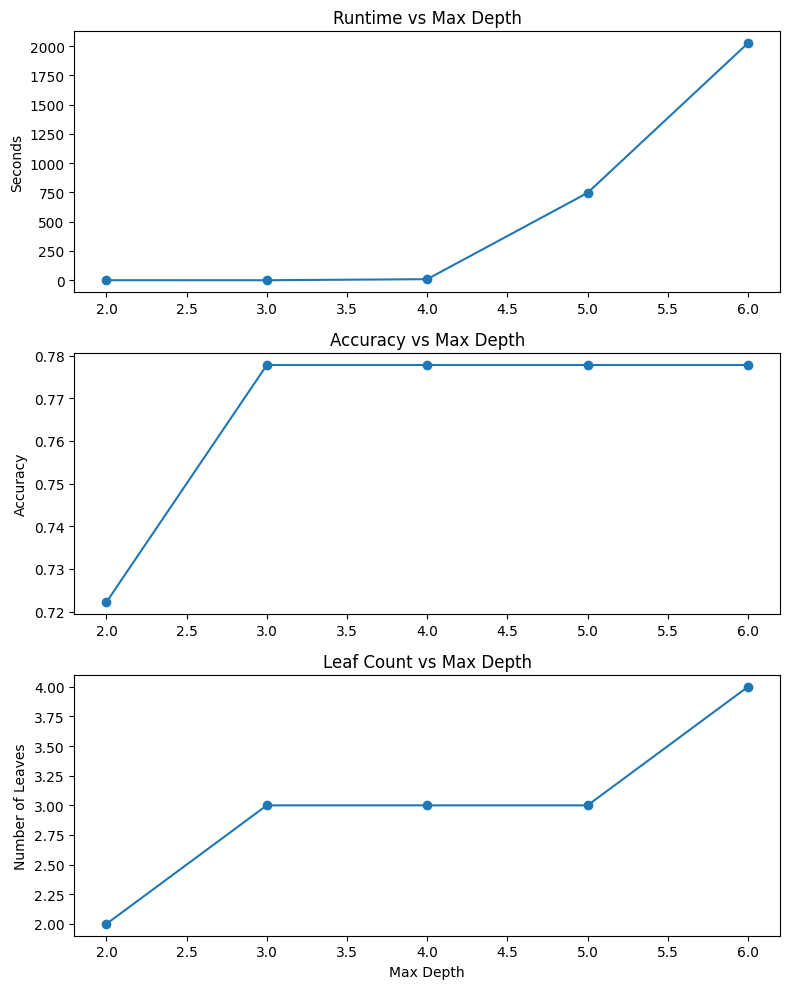 Runtime vs Max Depth
2000
1750
1500
1250
1000
750
500
250
0
Seconds
2.0 2.5 3.0 3.5 4.0 4.5 5.0 5.5 6.0
Accuracy vs Max Depth
0.78
0.77
0.76
0.75
0.74
0.73
0.72
Accuracy
2.0 2.5 3.0 3.5 4.0 4.5 5.0 5.5 6.0
Leaf Count vs Max Depth
4.00
3.75
3.50
3.25
3.00
2.75
2.50
2.25
2.00
Number of Leaves
2.0 2.5 3.0 3.5 4.0 4.5 5.0 5.5 6.0
Max Depth